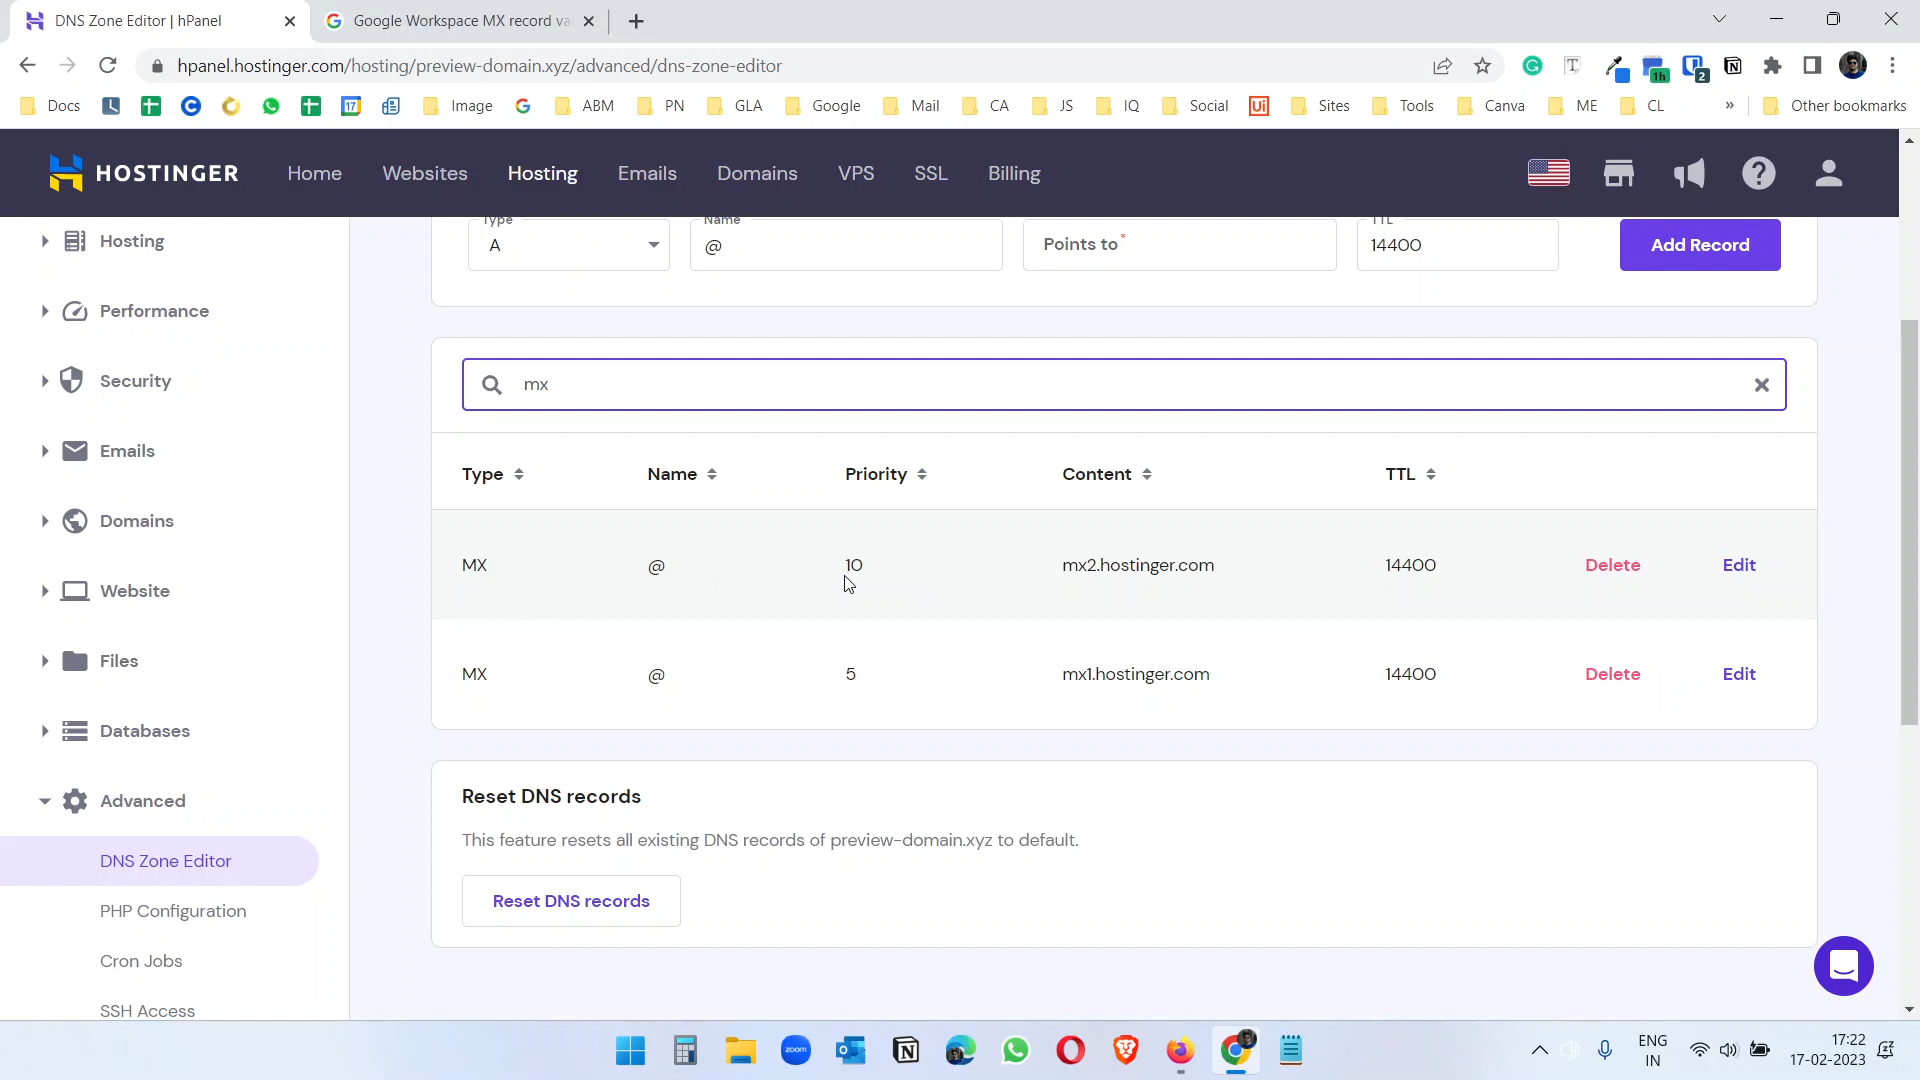 DNS Zone Editor | hPanel
Google Workspace MX record va
hpanel.hostinger.com/hosting/preview-domain.xyz/advanced/dns-zone-editor
1h
2
Docs
17
Image
ABM
PN
GLA
Google
Mail
CA
JS
IQ
Social
Ui
Sites
Tools
Canva
ME
CL
»
Other bookmarks
HOSTINGER
Home
Websites
Hosting
Emails
Domains
VPS
SSL
Billing
Hosting
Performance
Security
Emails
Domains
Website
Files
Databases
Advanced
DNS Zone Editor
PHP Configuration
Cron Jobs
SSH Access
Type
Name
TTL
A
@
Points to*
14400
Add Record
mx
Type Name Priority Content TTL
MX @ 10 mx2.hostinger.com 14400 Delete Edit
MX @ 5 mx1.hostinger.com 14400 Delete Edit
Reset DNS records
This feature resets all existing DNS records of preview-domain.xyz to default.
Reset DNS records
zoom
ENG
IN
17:22
17-02-2023